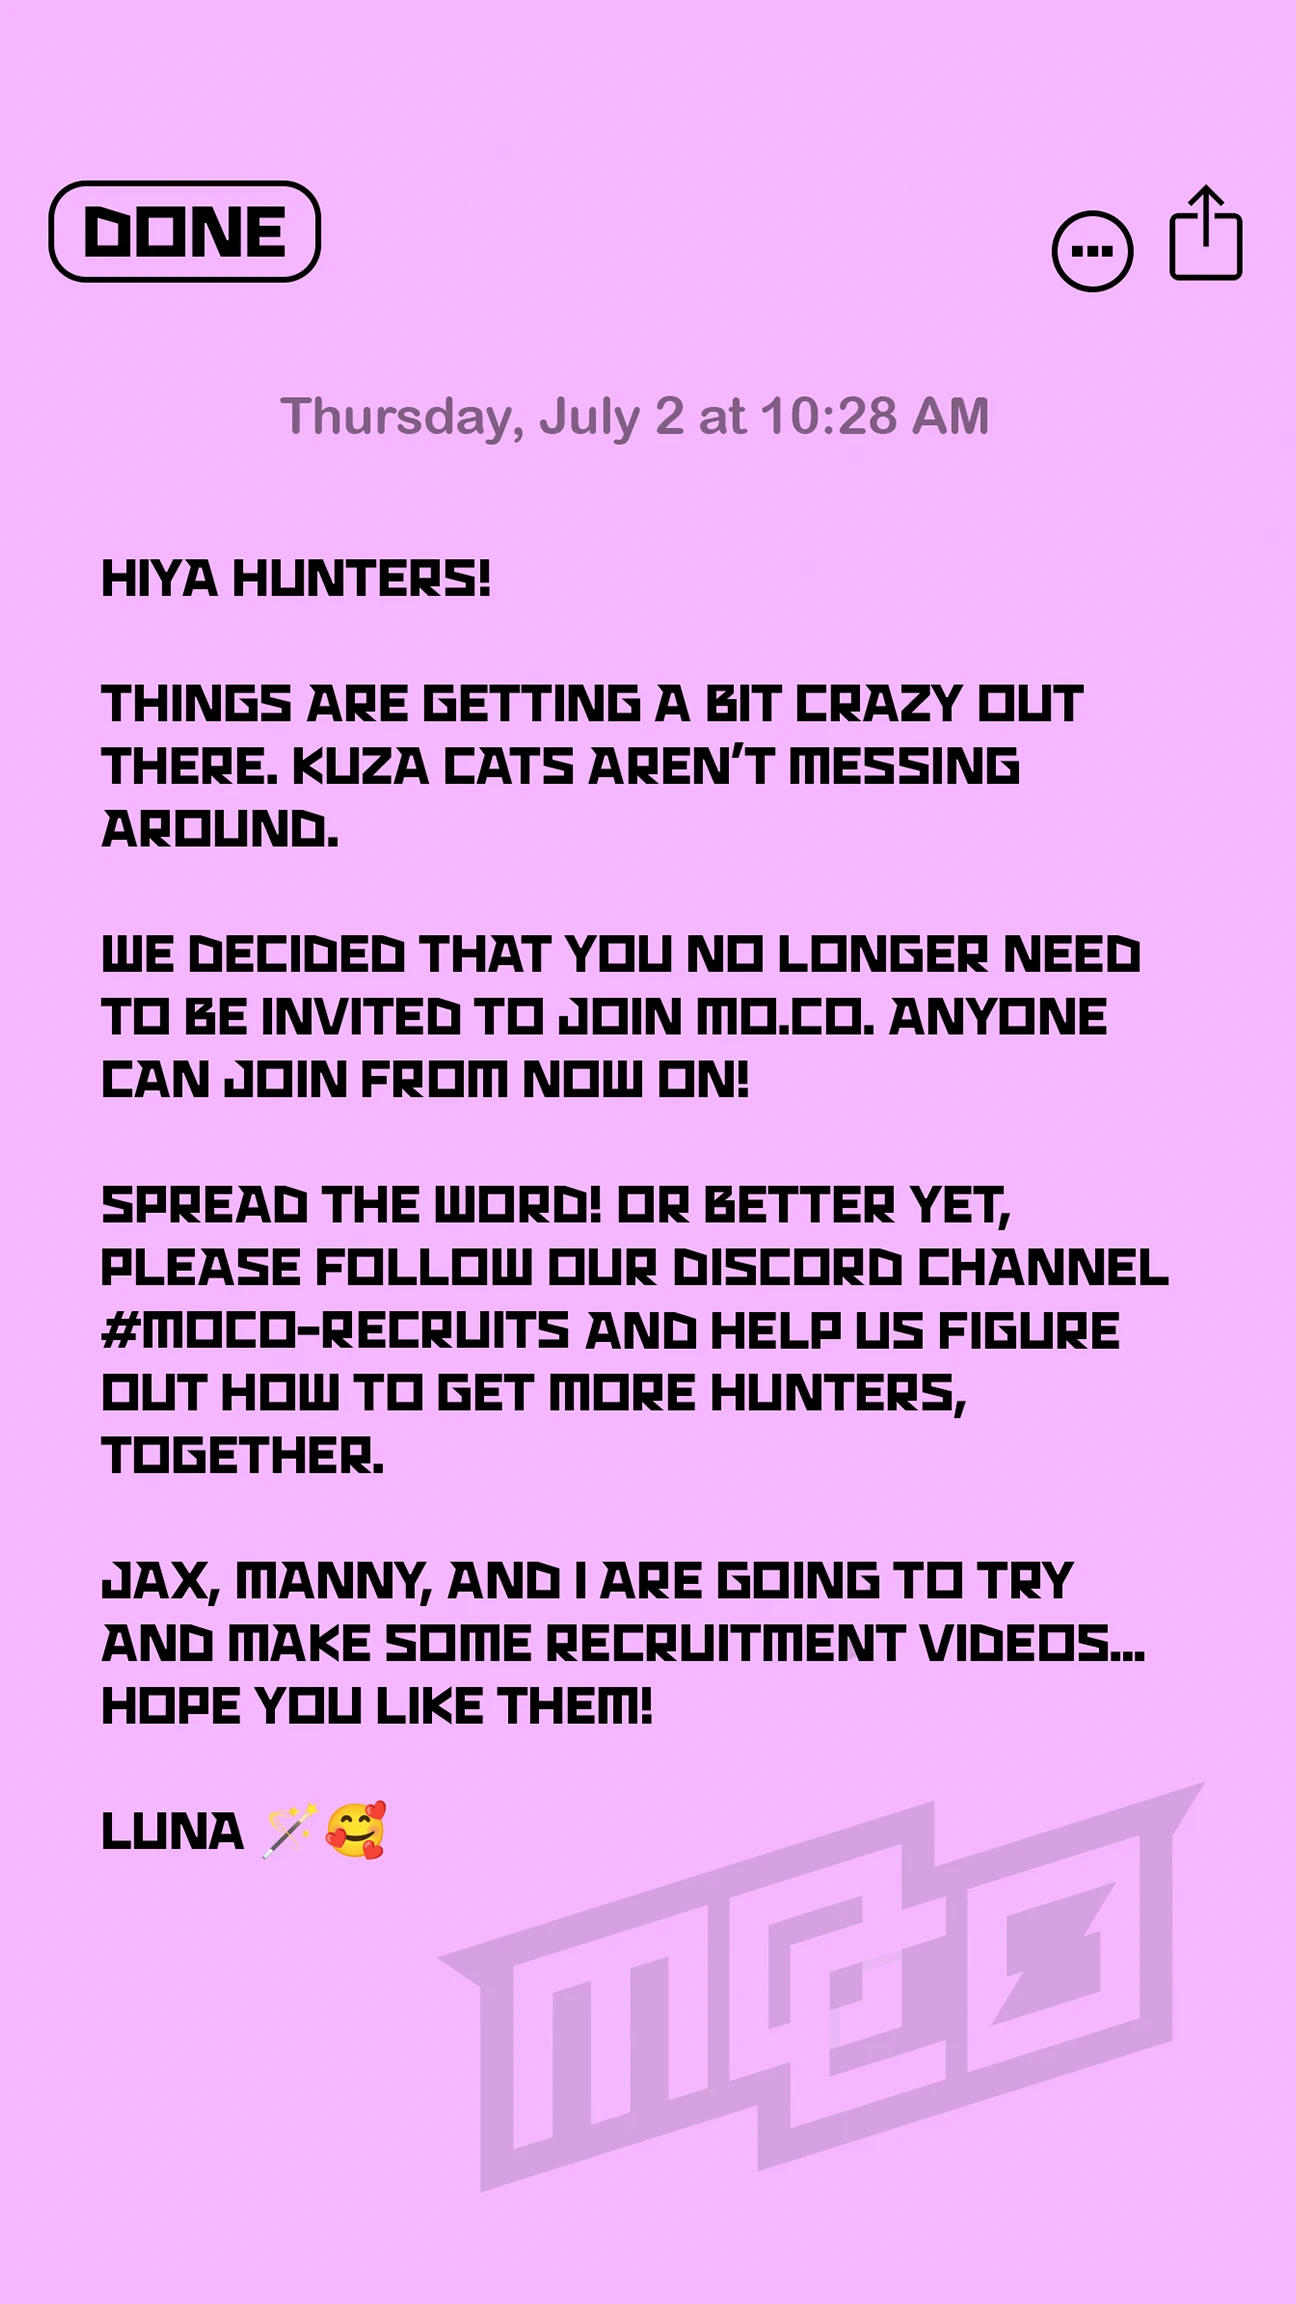 DONE
Thursday, July 2 at 10:28 AM
HIYA HUNTERS!
THINGS ARE GETTING A BIT CRAZY OUT
THERE. KUZA CATS AREN’T MESSING
AROUND.
WE DECIDED THAT YOU NO LONGER NEED
TO BE INVITED TO JOIN MO.CO. ANYONE
CAN JOIN FROM NOW ON!
SPREAD THE WORD! OR BETTER YET,
PLEASE FOLLOW OUR DISCORD CHANNEL
#MOCO-RECRUITS AND HELP US FIGURE
OUT HOW TO GET MORE HUNTERS,
TOGETHER.
JAX, MANNY, AND I ARE GOING TO TRY
AND MAKE SOME RECRUITMENT VIDEOS...
HOPE YOU LIKE THEM!
LUNA 🪄🥰
MOCO